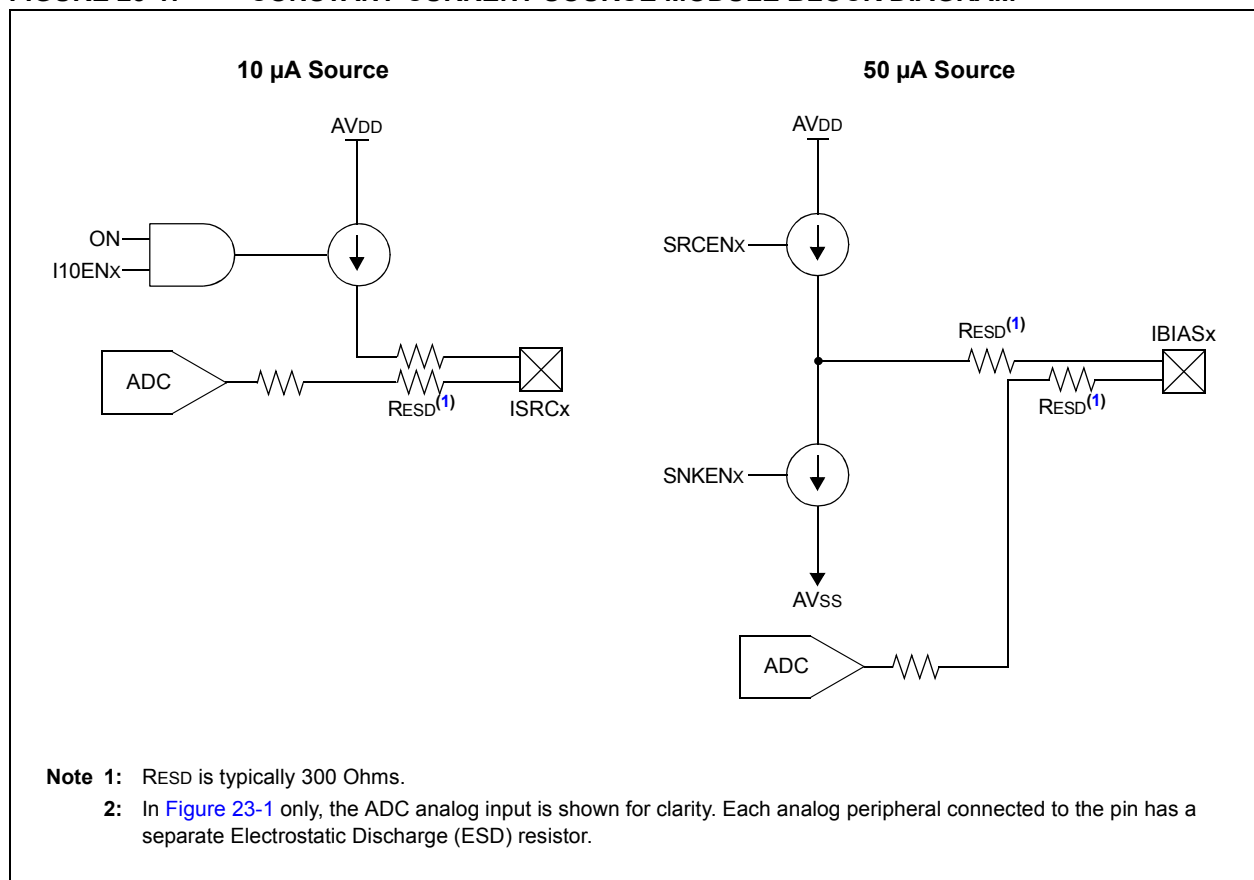 10 µA Source
AVDD
ON
I10ENx
ADC
RESD(1)
ISRCx
50 µA Source
AVDD
SRCENx
RESD(1)
IBIASx
RESD(1)
SNKENx
AVSS
ADC
Note 1: RESD is typically 300 Ohms.
2: In Figure 23-1 only, the ADC analog input is shown for clarity. Each analog peripheral connected to the pin has a
separate Electrostatic Discharge (ESD) resistor.